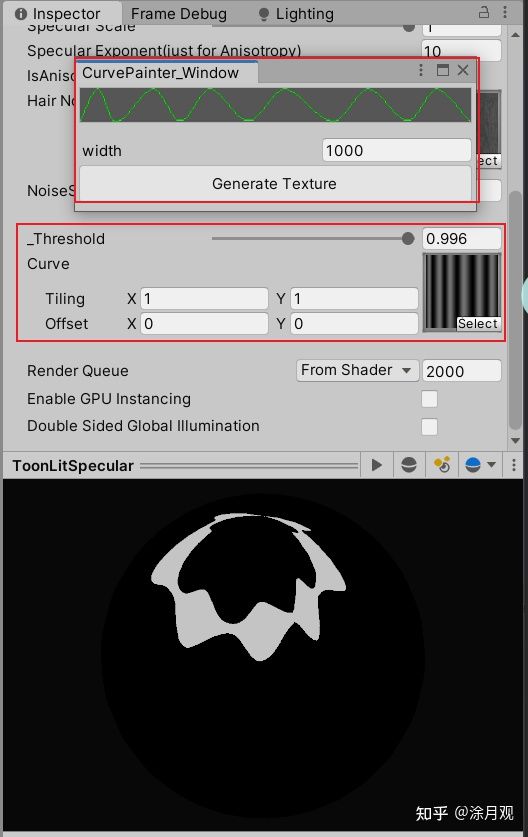 Inspector Frame Debug Lighting
Specular Scale 1
Specular Exponent(just for Anisotropy) 10
IsAniso
CurvePainter_Window
Hair No
width 1000
ect
Generate Texture
NoiseS
_Threshold 0.996
Curve
Tiling X 1 Y 1
Offset X 0 Y 0
Select
Render Queue From Shader 2000
Enable GPU Instancing
Double Sided Global Illumination
ToonLitSpecular
知乎 @涂月观